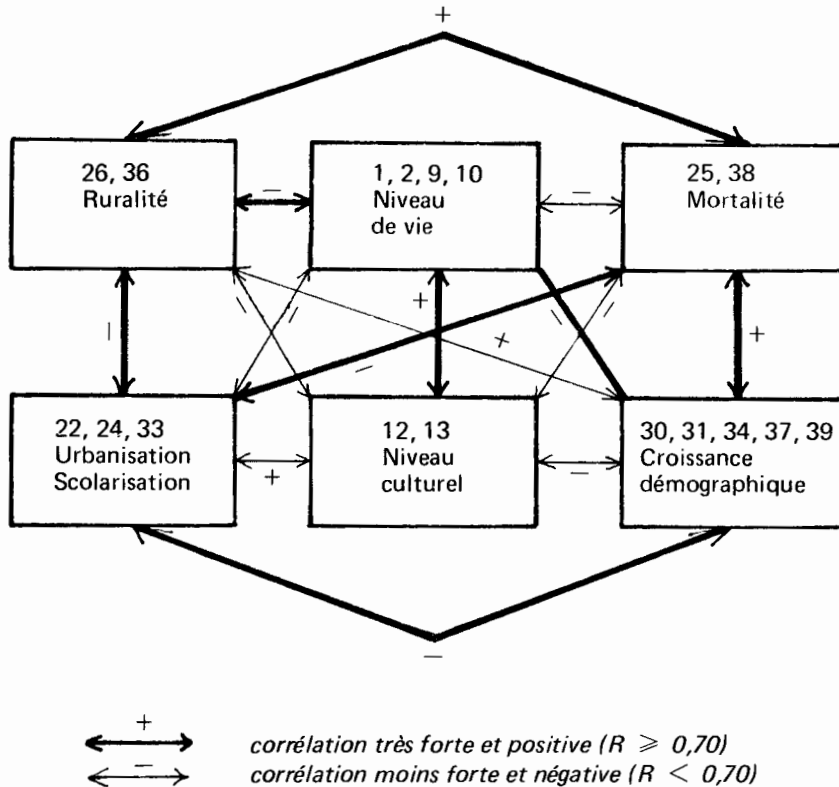 +
26, 36
Ruralité
−
1, 2, 9, 10
Niveau
de vie
−
25, 38
Mortalité
−
−
−
+
−
+
−
−
+
22, 24, 33
Urbanisation
Scolarisation
+
12, 13
Niveau
culturel
−
30, 31, 34, 37, 39
Croissance
démographique
−
+
corrélation très forte et positive (R ⩾ 0,70)
−
corrélation moins forte et négative (R < 0,70)